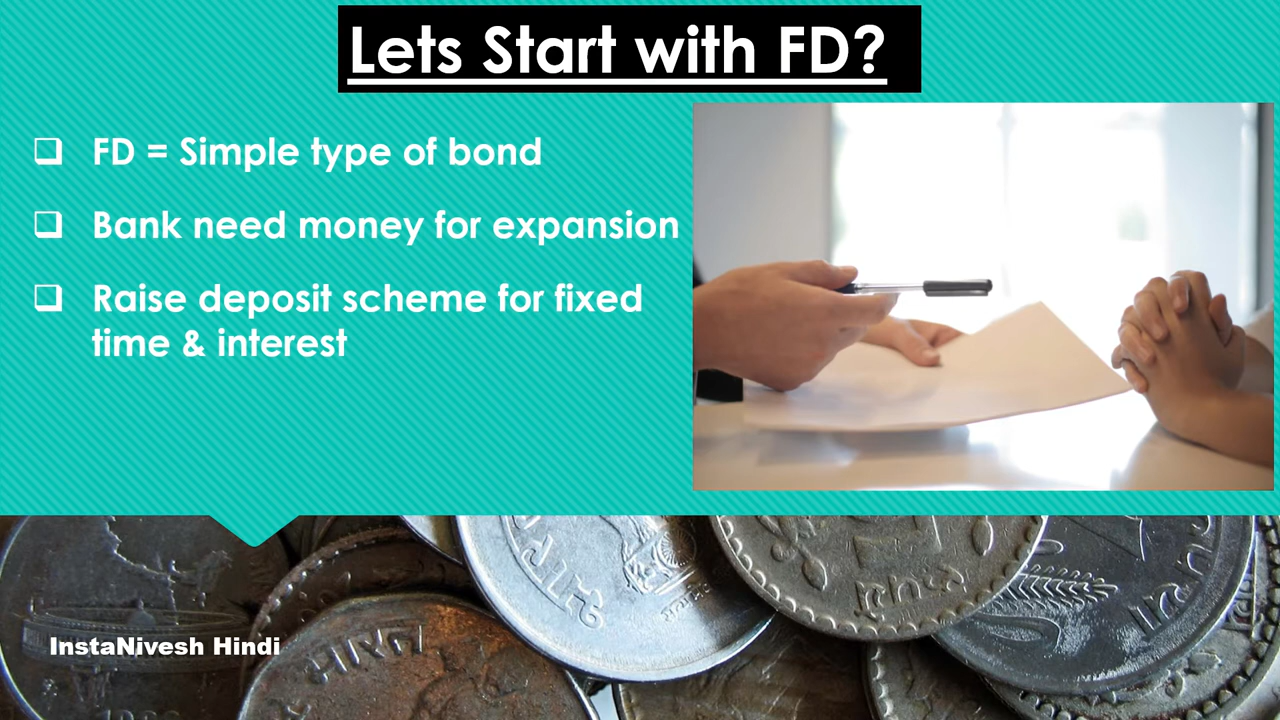 Lets Start with FD?
FD = Simple type of bond
Bank need money for expansion
Raise deposit scheme for fixed
time & interest
InstaNivesh Hindi